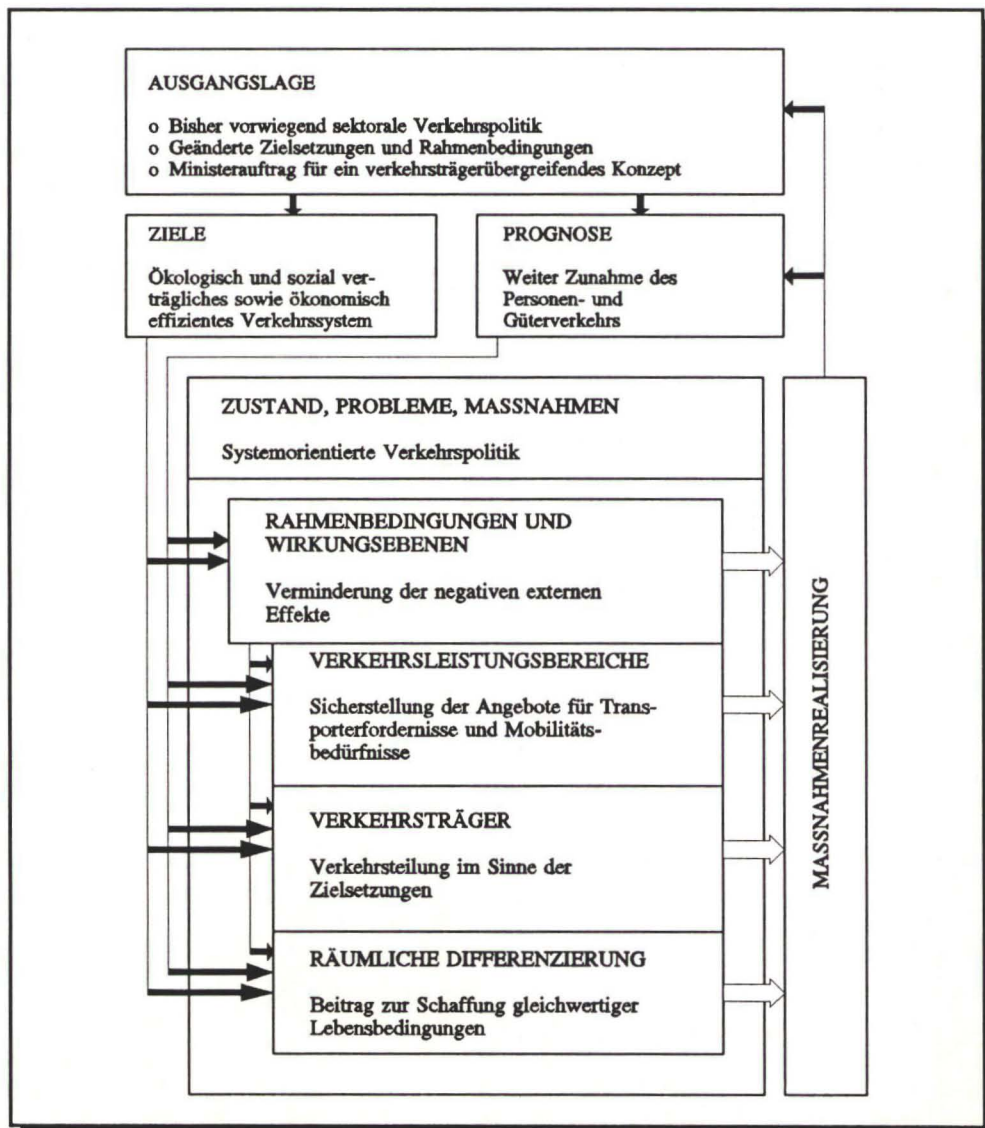 AUSGANGSLAGE
o Bisher vorwiegend sektorale Verkehrspolitik
o Geänderte Zielsetzungen und Rahmenbedingungen
o Ministerauftrag für ein verkehrsträgerübergreifendes Konzept
ZIELE
Ökologisch und sozial ver-
trägliches sowie ökonomisch
effizientes Verkehrssystem
PROGNOSE
Weiter Zunahme des
Personen- und
Güterverkehrs
ZUSTAND, PROBLEME, MASSNAHMEN
Systemorientierte Verkehrspolitik
RAHMENBEDINGUNGEN UND
WIRKUNGSEBENEN
Verminderung der negativen externen
Effekte
VERKEHRSLEISTUNGSBEREICHE
Sicherstellung der Angebote für Trans-
porterfordernisse und Mobilitäts-
bedürfnisse
VERKEHRSTRÄGER
Verkehrsteilung im Sinne der
Zielsetzungen
RÄUMLICHE DIFFERENZIERUNG
Beitrag zur Schaffung gleichwertiger
Lebensbedingungen
MASSNAHMENREALISIERUNG